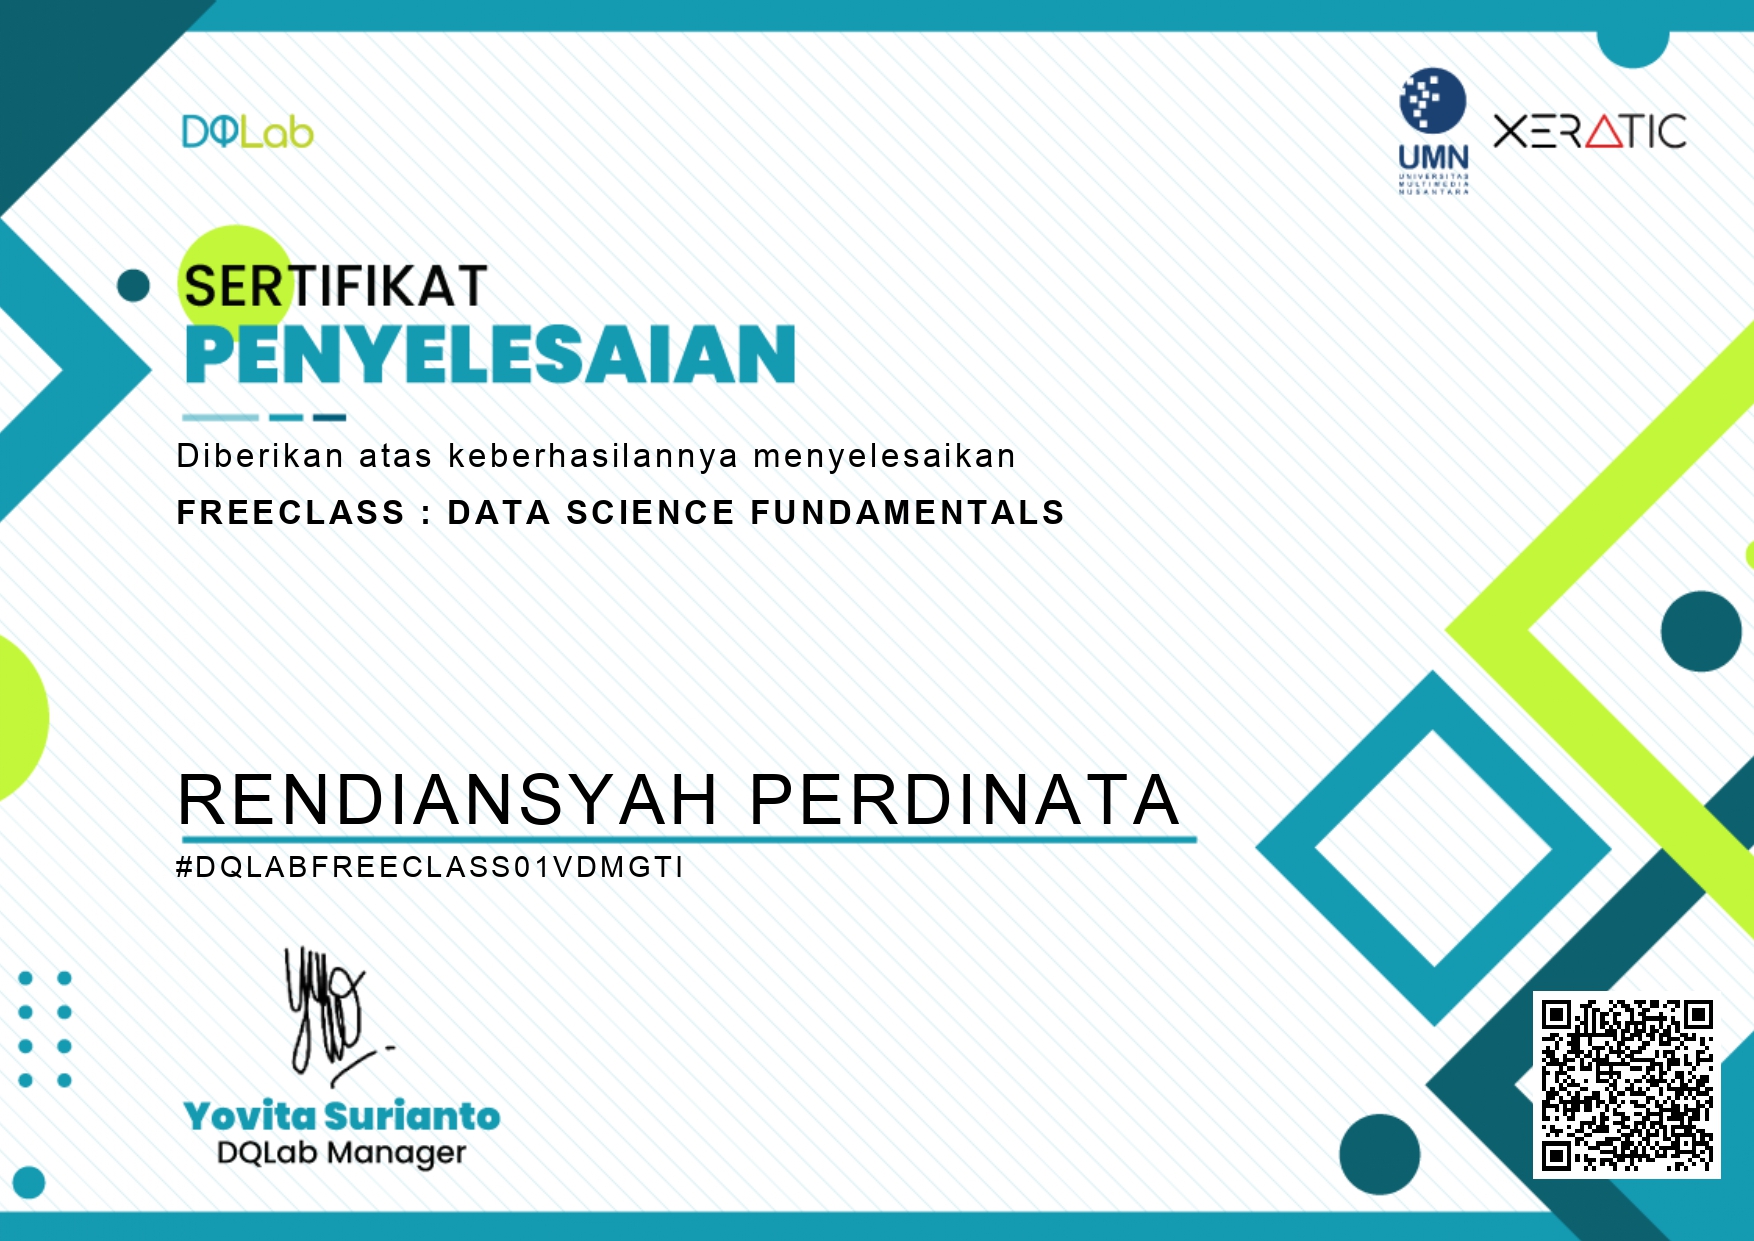 DQLab
UMN
UNIVERSITAS
MULTIMEDIA
NUSANTARA
XERATIC
SERTIFIKAT
PENYELESAIAN
Diberikan atas keberhasilannya menyelesaikan
FREECLASS : DATA SCIENCE FUNDAMENTALS
RENDIANSYAH PERDINATA
#DQLABFREECLASS01VDMGTI
Yovita Surianto
DQLab Manager